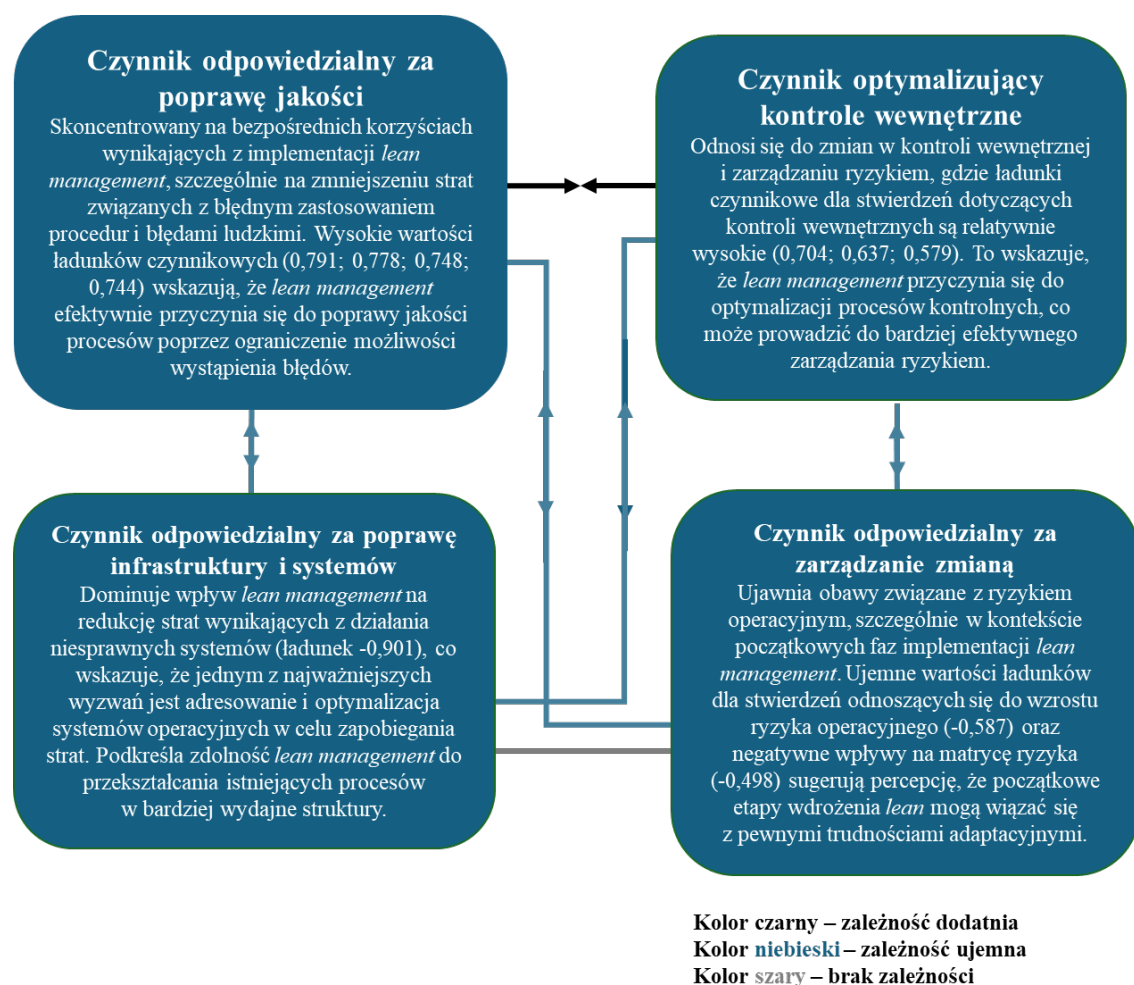 Czynnik odpowiedzialny za
poprawę jakości
Skoncentrowany na bezpośrednich korzyściach
wynikających z implementacji lean
management, szczególnie na zmniejszeniu strat
związanych z błędnym zastosowaniem
procedur i błędami ludzkimi. Wysokie wartości
ładunków czynnikowych (0,791; 0,778; 0,748;
0,744) wskazują, że lean management
efektywnie przyczynia się do poprawy jakości
procesów poprzez ograniczenie możliwości
wystąpienia błędów.
Czynnik optymalizujący
kontrole wewnętrzne
Odnosi się do zmian w kontroli wewnętrznej
i zarządzaniu ryzykiem, gdzie ładunki
czynnikowe dla stwierdzeń dotyczących
kontroli wewnętrznych są relatywnie
wysokie (0,704; 0,637; 0,579). To wskazuje,
że lean management przyczynia się do
optymalizacji procesów kontrolnych, co
może prowadzić do bardziej efektywnego
zarządzania ryzykiem.
Czynnik odpowiedzialny za poprawę
infrastruktury i systemów
Dominuje wpływ lean management na
redukcję strat wynikających z działania
niesprawnych systemów (ładunek -0,901), co
wskazuje, że jednym z najważniejszych
wyzwań jest adresowanie i optymalizacja
systemów operacyjnych w celu zapobiegania
strat. Podkreśla zdolność lean management do
przekształcania istniejących procesów
w bardziej wydajne struktury.
Czynnik odpowiedzialny za
zarządzanie zmianą
Ujawnia obawy związane z ryzykiem
operacyjnym, szczególnie w kontekście
początkowych faz implementacji lean
management. Ujemne wartości ładunków
dla stwierdzeń odnoszących się do wzrostu
ryzyka operacyjnego (-0,587) oraz
negatywne wpływy na matrycę ryzyka
(-0,498) sugerują percepcję, że początkowe
etapy wdrożenia lean mogą wiązać się
z pewnymi trudnościami adaptacyjnymi.
Kolor czarny – zależność dodatnia
Kolor niebieski – zależność ujemna
Kolor szary – brak zależności